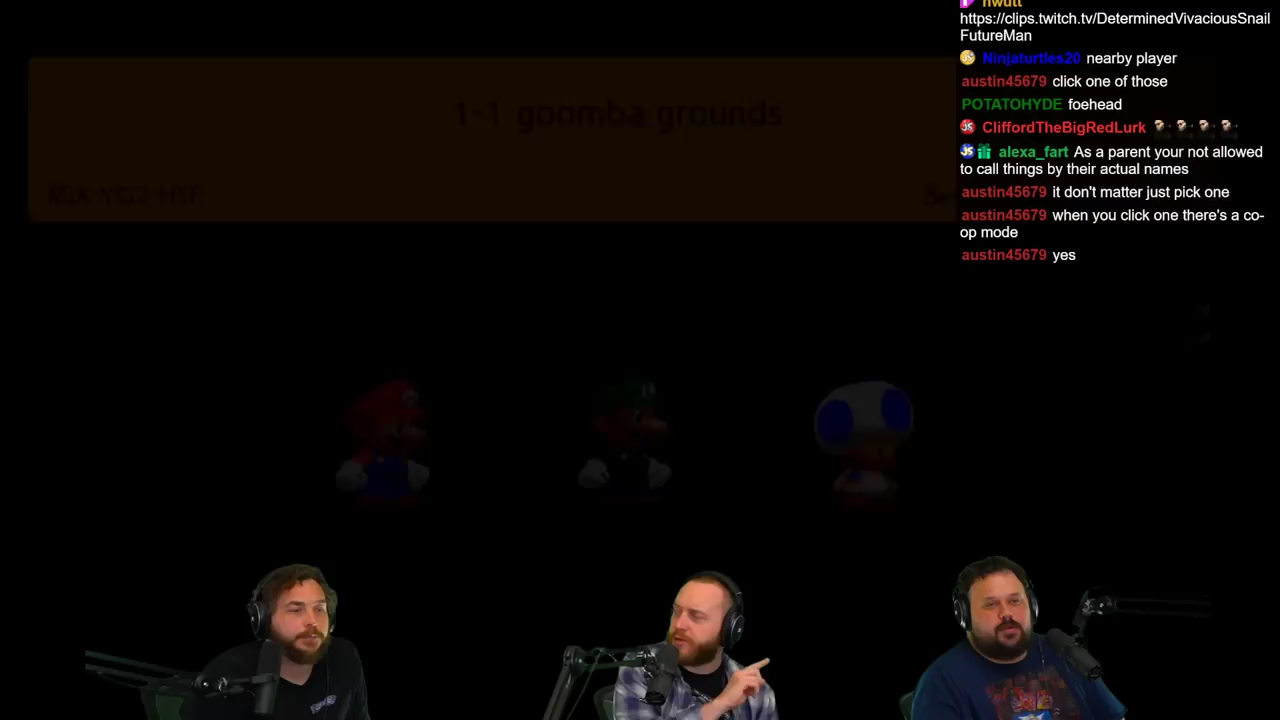 hwutt
https://clips.twitch.tv/DeterminedVivaciousSnail
FutureMan
Ninjaturtles20 nearby player
austin45679 click one of those
POTATOHYDE foehead
CliffordTheBigRedLurk
alexa_fart As a parent your not allowed
to call things by their actual names
austin45679 it don't matter just pick one
austin45679 when you click one there's a co-
op mode
austin45679 yes
1-1 goomba grounds